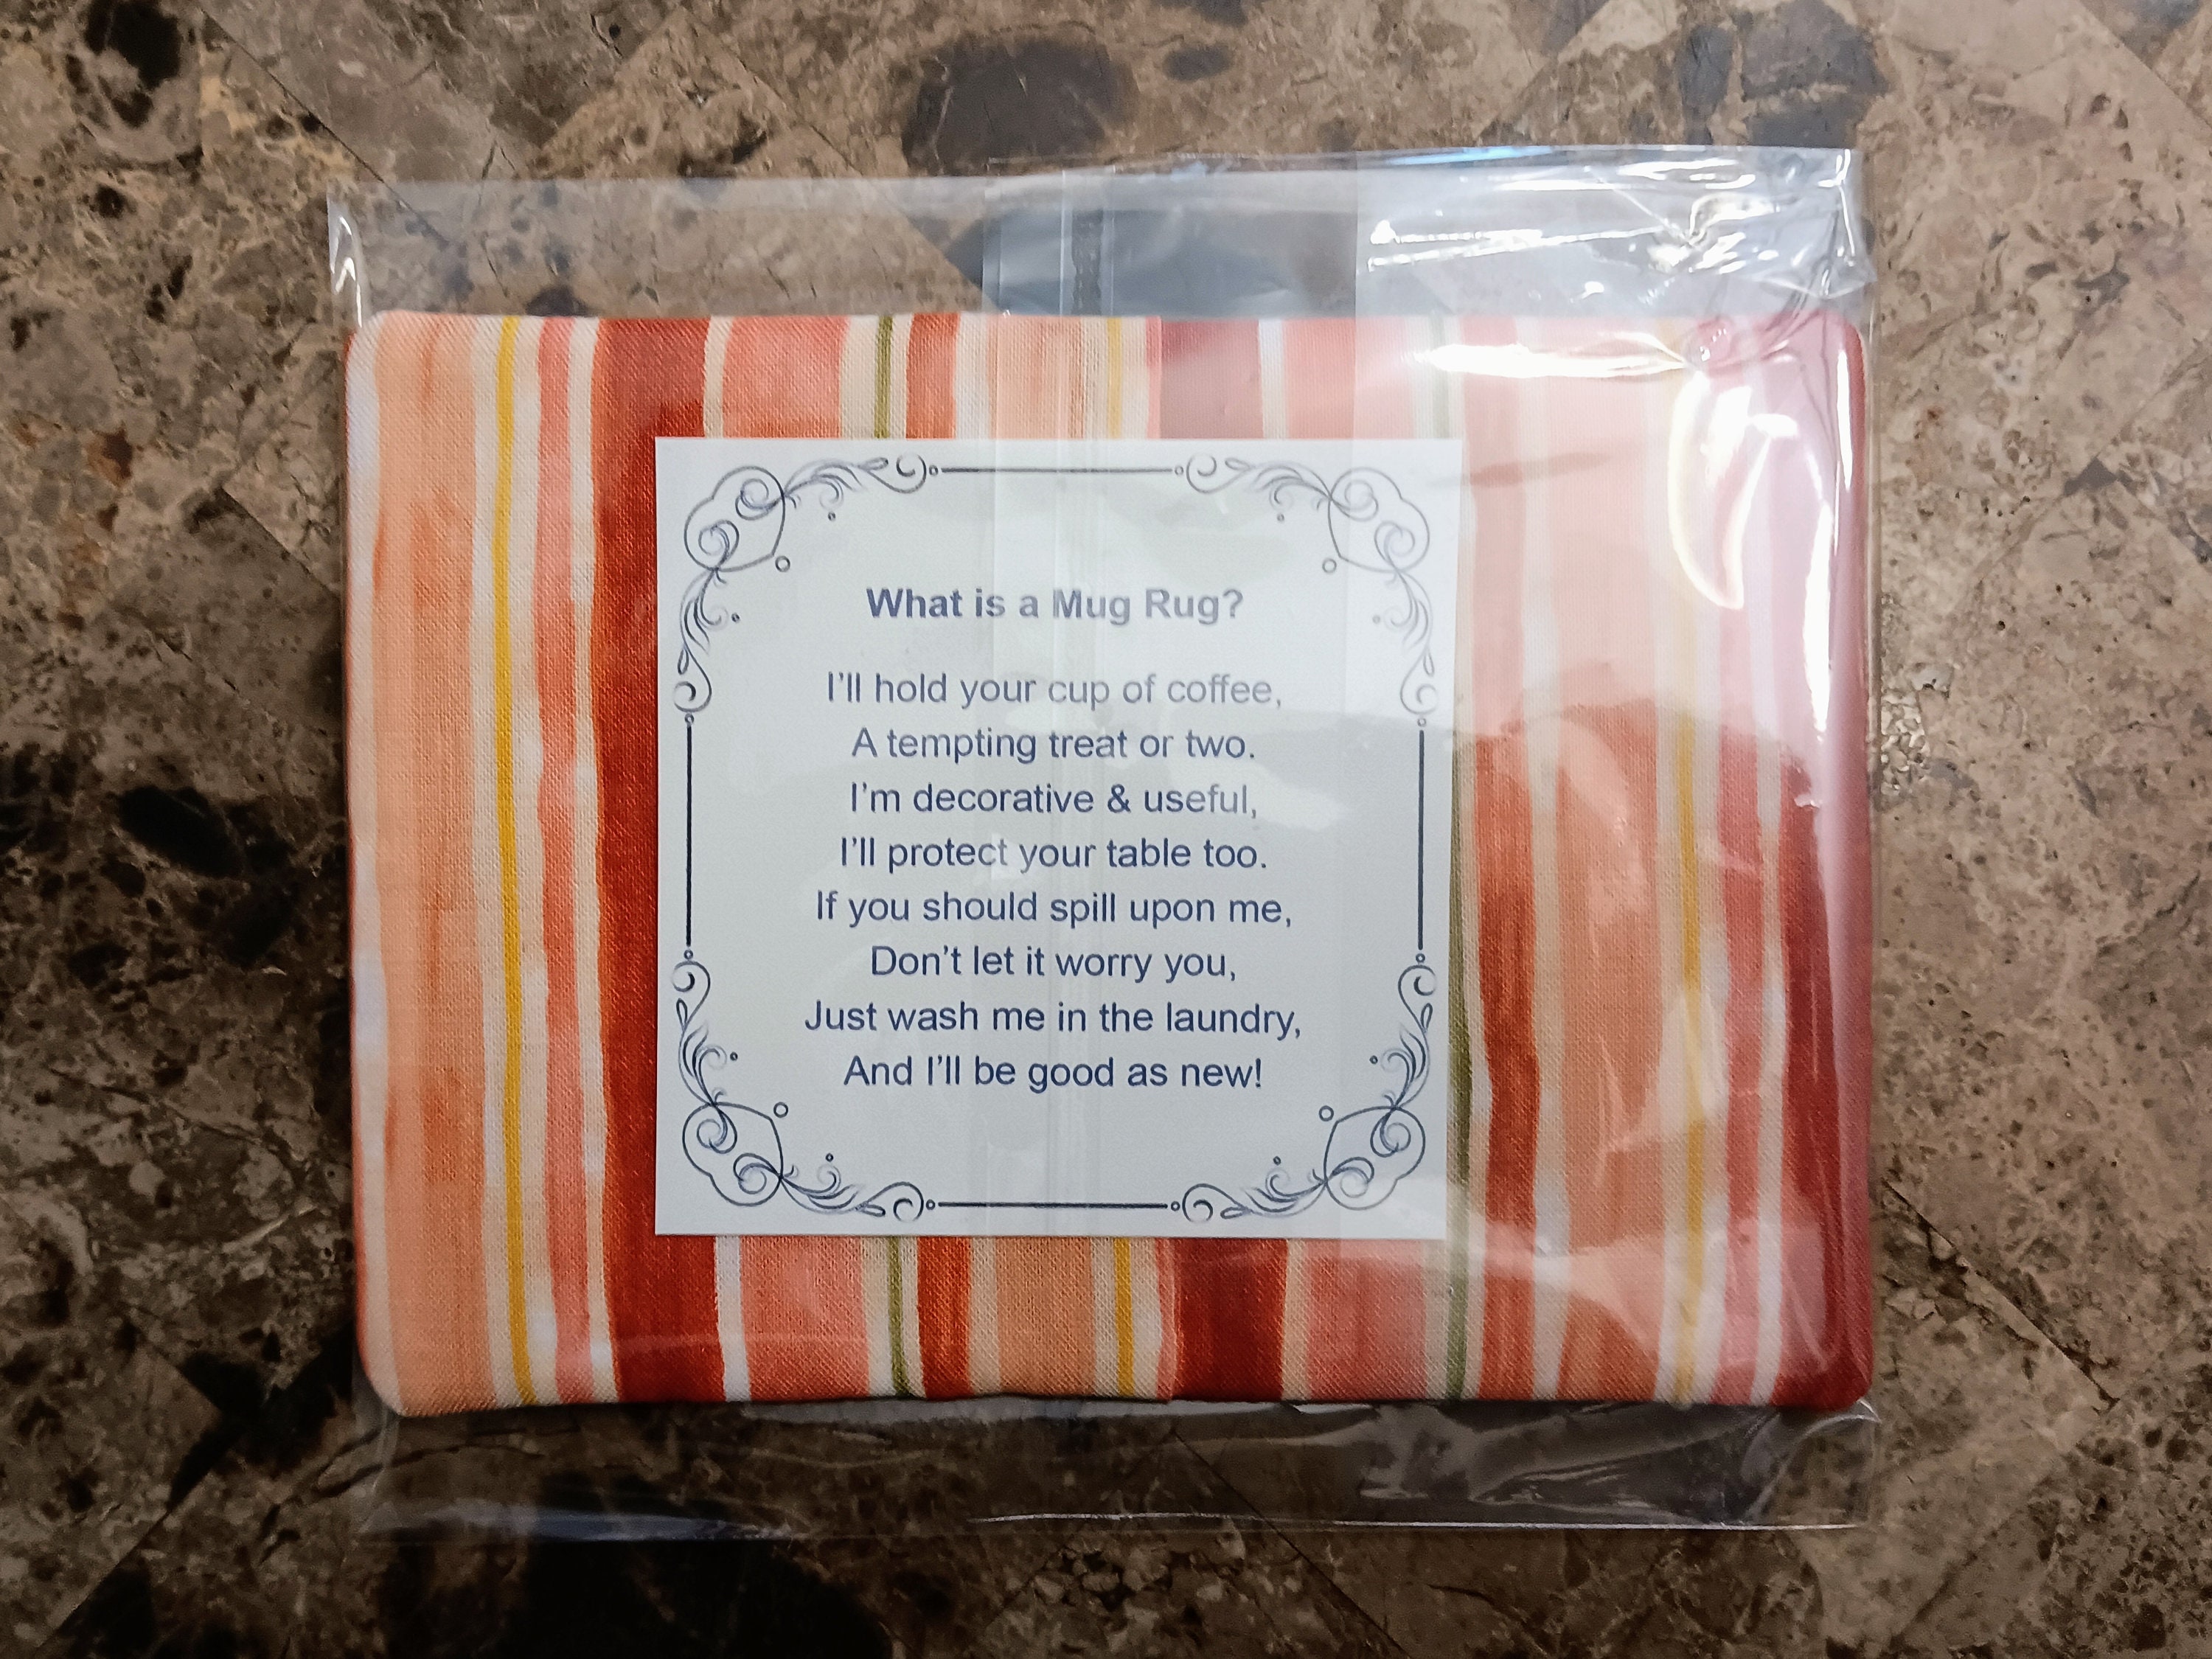 What is a Mug Rug?
I’ll hold your cup of coffee,
A tempting treat or two.
I’m decorative & useful,
I’ll protect your table too.
If you should spill upon me,
Don’t let it worry you,
Just wash me in the laundry,
And I’ll be good as new!